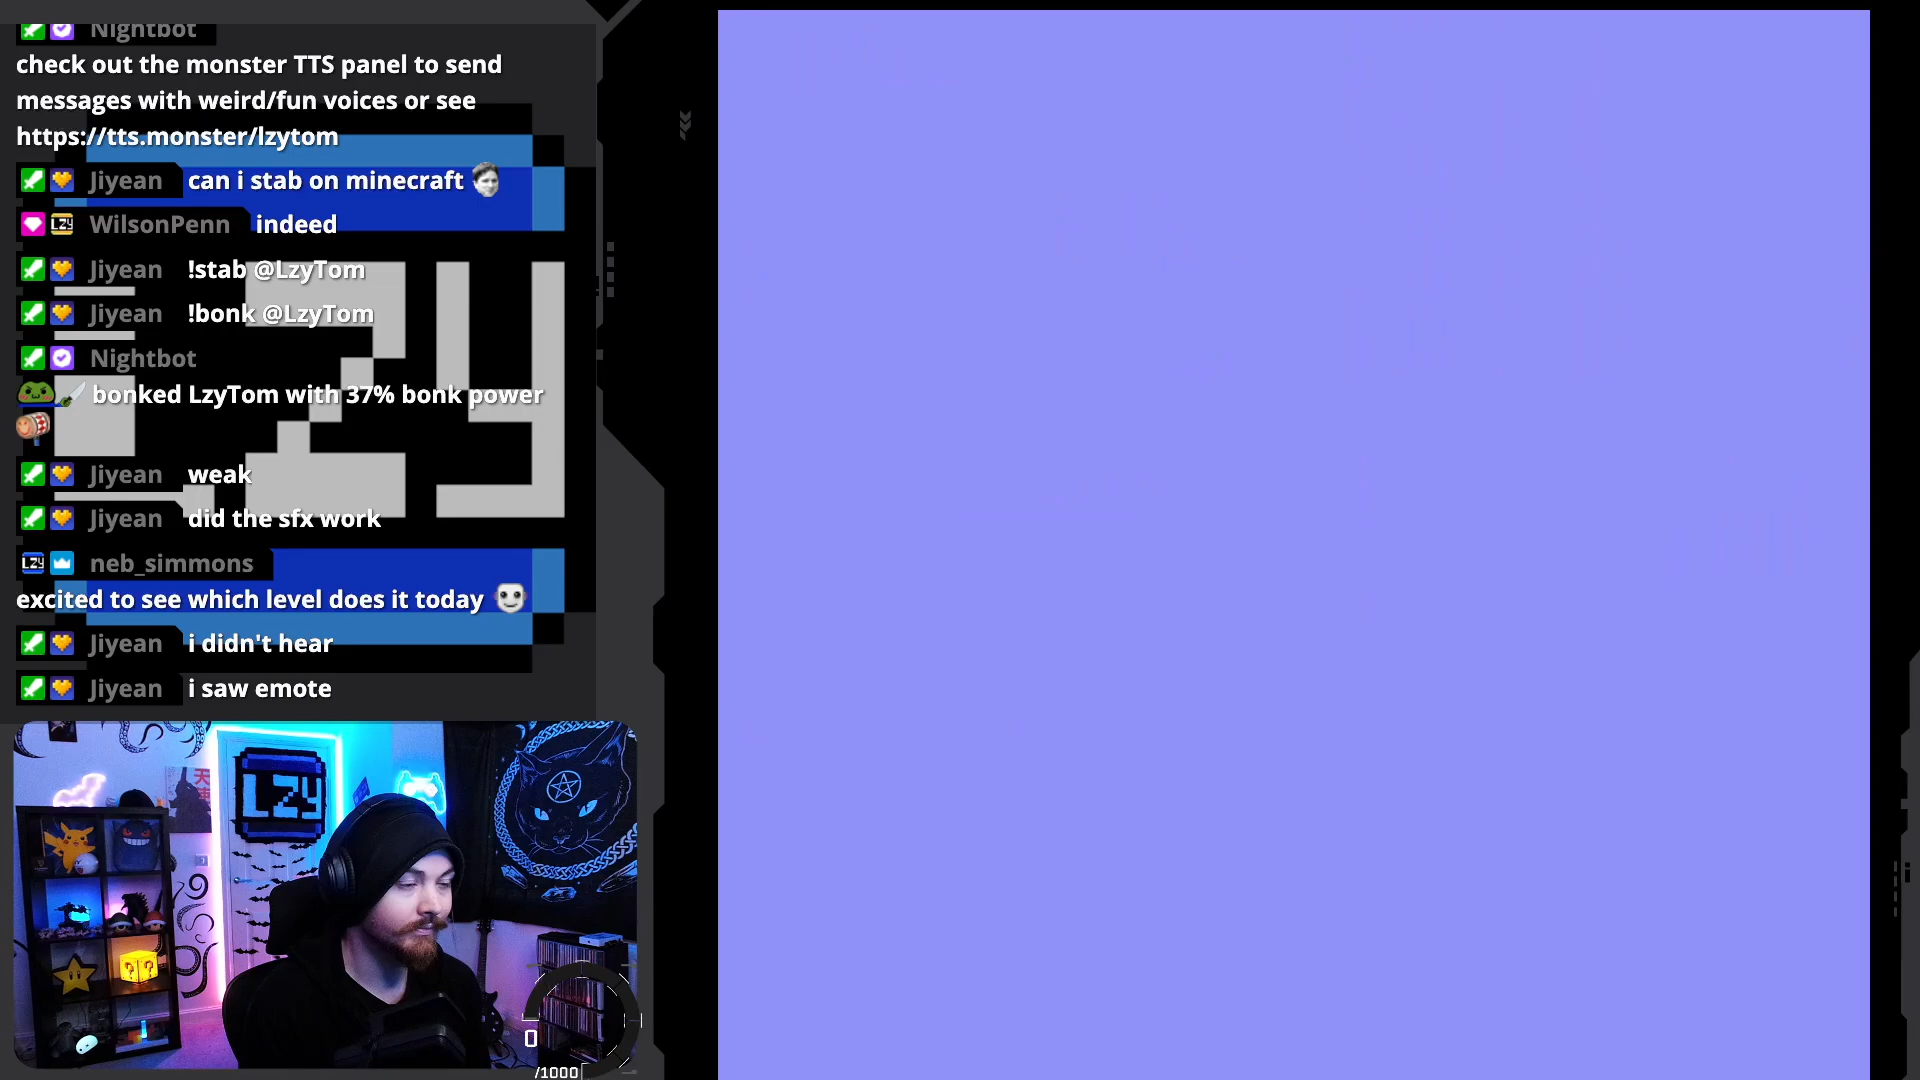 Nightbot
check out the monster TTS panel to send
messages with weird/fun voices or see
https://tts.monster/lzytom
Jiyean can i stab on minecraft
LZY WilsonPenn indeed
Jiyean !stab @LzyTom
Jiyean !bonk @LzyTom
Nightbot
bonked LzyTom with 37% bonk power
Jiyean weak
Jiyean did the sfx work
LZY neb_simmons
excited to see which level does it today
Jiyean i didn't hear
Jiyean i saw emote
Lzy
0
/1000